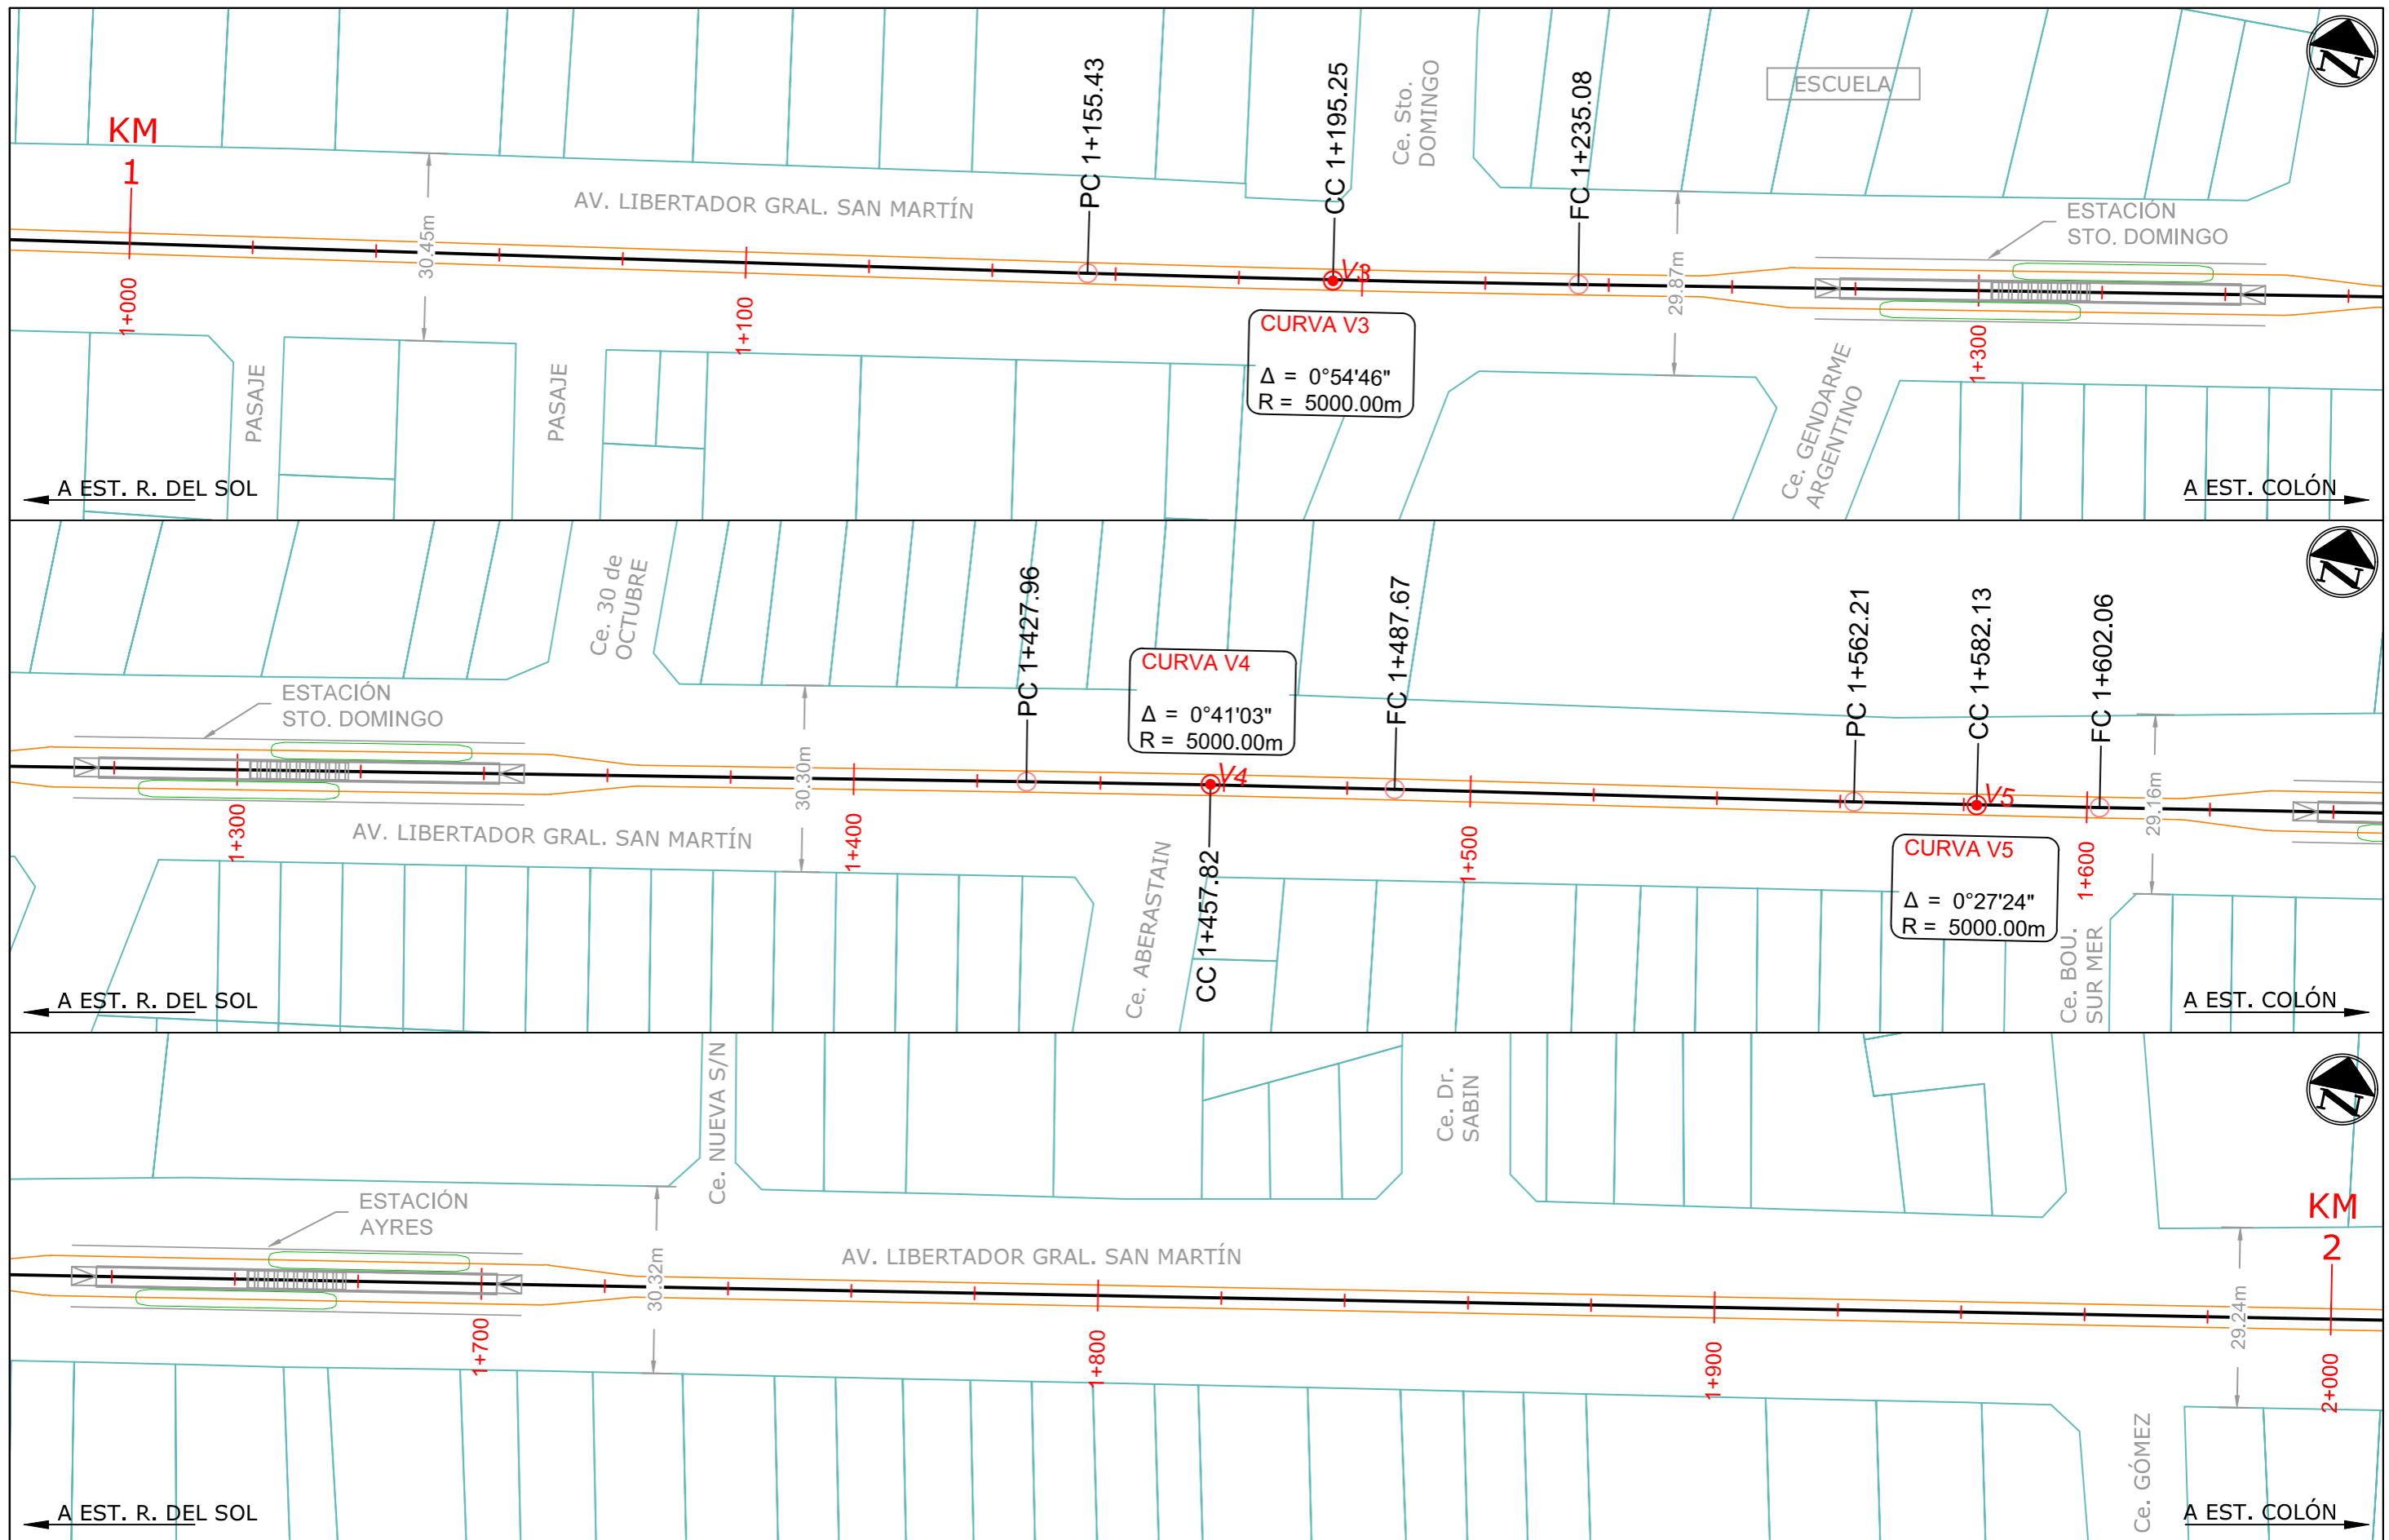 KM
1
1+000
30.45m
AV. LIBERTADOR GRAL. SAN MARTÍN
1+100
PC 1+155.43
CC 1+195.25
V3
CURVA V3
Δ = 0°54'46"
R = 5000.00m
Ce. Sto.
DOMINGO
FC 1+235.08
29.87m
ESCUELA
ESTACIÓN
STO. DOMINGO
1+300
N
PASAJE
PASAJE
Ce. GENDARME
ARGENTINO
A EST. R. DEL SOL
A EST. COLÓN
Ce. 30 de
OCTUBRE
ESTACIÓN
STO. DOMINGO
1+300
AV. LIBERTADOR GRAL. SAN MARTÍN
30.30m
1+400
PC 1+427.96
CURVA V4
Δ = 0°41'03"
R = 5000.00m
V4
CC 1+457.82
Ce. ABERASTAIN
FC 1+487.67
1+500
PC 1+562.21
CC 1+582.13
V5
FC 1+602.06
CURVA V5
Δ = 0°27'24"
R = 5000.00m
1+600
29.16m
Ce. BOU.
SUR MER
N
A EST. R. DEL SOL
A EST. COLÓN
ESTACIÓN
AYRES
1+700
30.32m
Ce. NUEVA S/N
AV. LIBERTADOR GRAL. SAN MARTÍN
1+800
Ce. Dr.
SABIN
1+900
29.24m
KM
2
2+000
N
Ce. GÓMEZ
A EST. R. DEL SOL
A EST. COLÓN